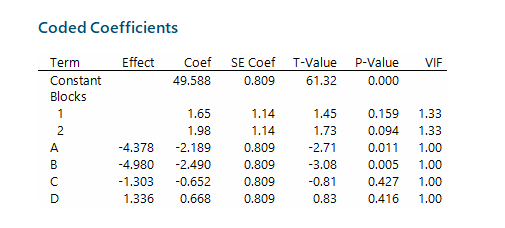 Coded Coefficients
Term Effect Coef SE Coef T-Value P-Value VIF
Constant 49.588 0.809 61.32 0.000
Blocks
1 1.65 1.14 1.45 0.159 1.33
2 1.98 1.14 1.73 0.094 1.33
A -4.378 -2.189 0.809 -2.71 0.011 1.00
B -4.980 -2.490 0.809 -3.08 0.005 1.00
C -1.303 -0.652 0.809 -0.81 0.427 1.00
D 1.336 0.668 0.809 0.83 0.416 1.00